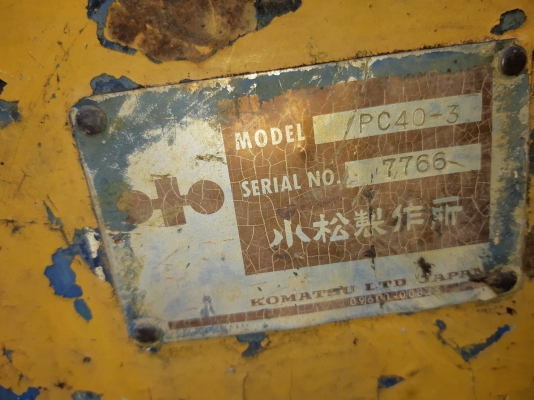 MODEL PC40-3
SERIAL NO. 7766
小松製作所
KOMATSU LTD JAPAN